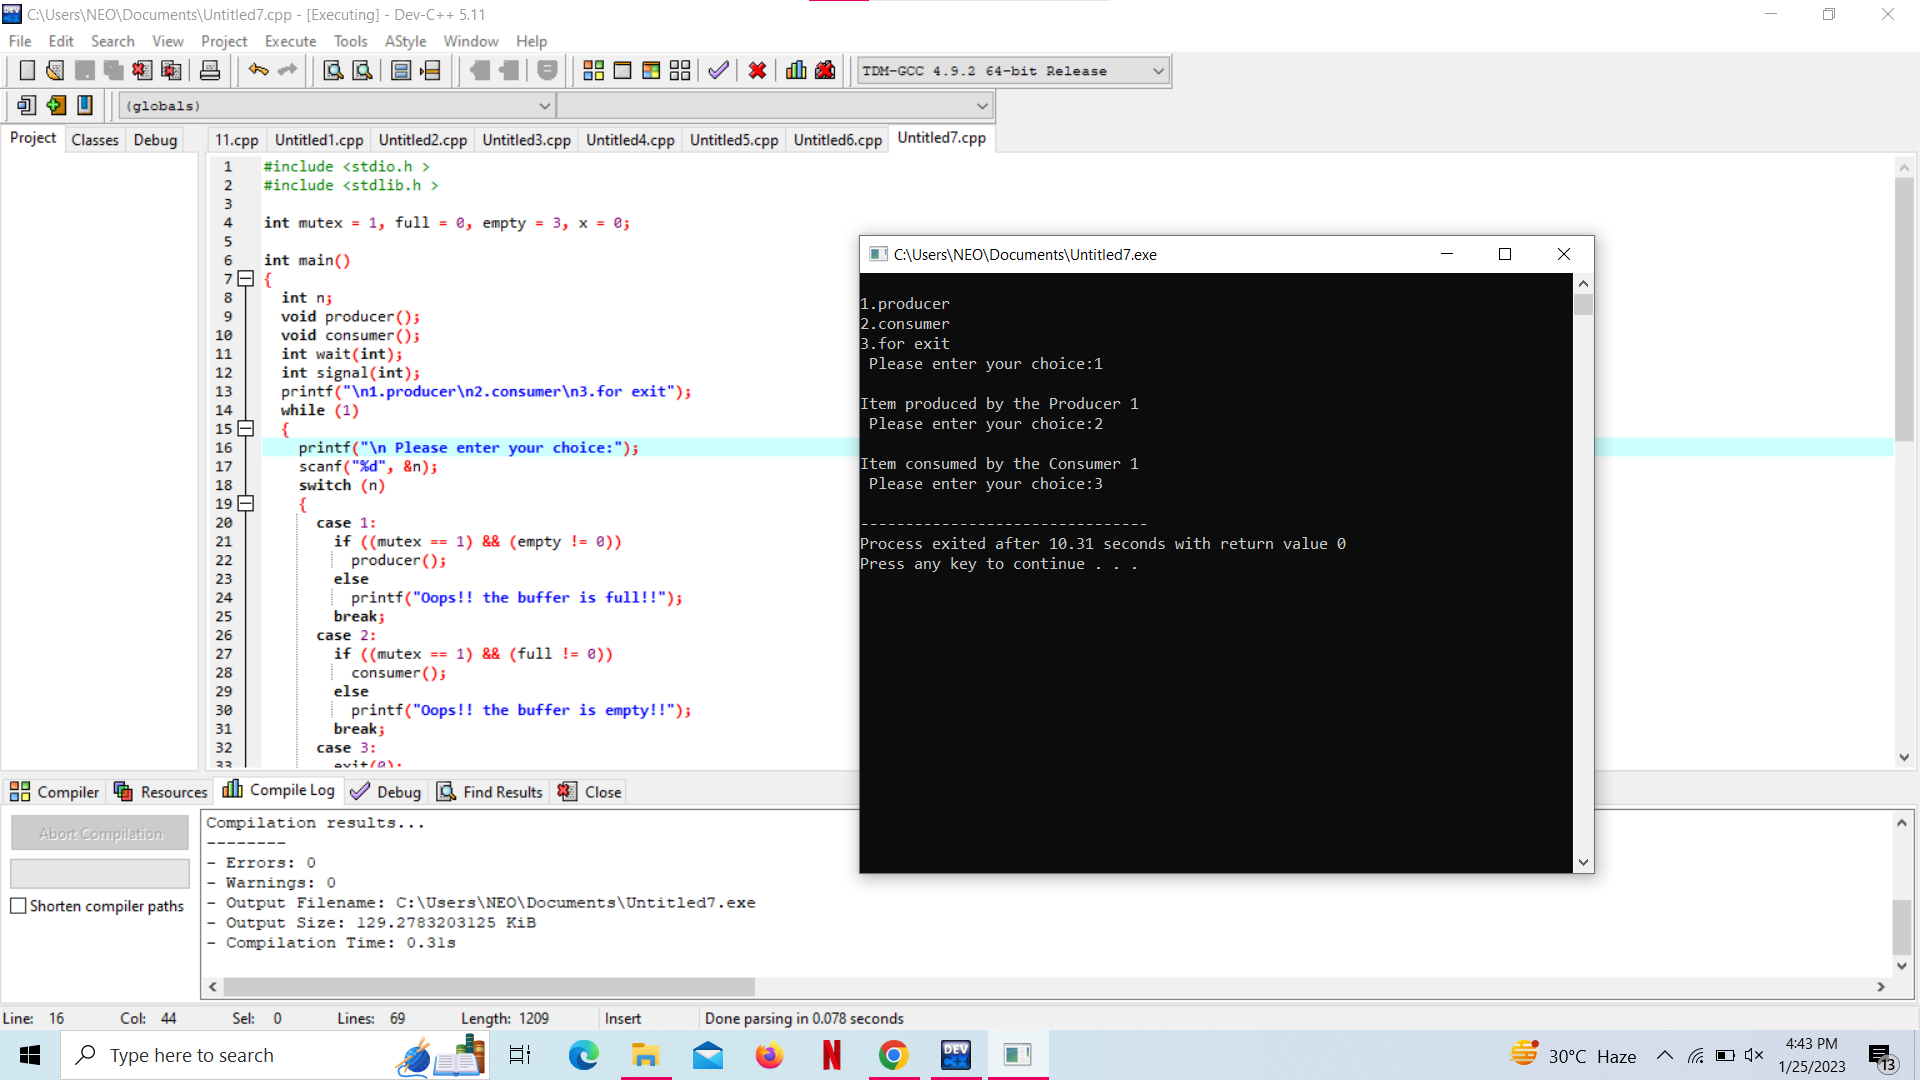 C:\Users\NEO\Documents\Untitled7.cpp - [Executing] - Dev-C++ 5.11
File Edit Search View Project Execute Tools AStyle Window Help
TDM-GCC 4.9.2 64-bit Release
(globals)
Project Classes Debug
11.cpp Untitled1.cpp Untitled2.cpp Untitled3.cpp Untitled4.cpp Untitled5.cpp Untitled6.cpp Untitled7.cpp
1 #include <stdio.h >
2 #include <stdlib.h >
3
4 int mutex = 1, full = 0, empty = 3, x = 0;
5
6 int main()
7 {
8 int n;
9 void producer();
10 void consumer();
11 int wait(int);
12 int signal(int);
13 printf("\n1.producer\n2.consumer\n3.for exit");
14 while (1)
15 {
16 printf("\n Please enter your choice:");
17 scanf("%d", &n);
18 switch (n)
19 {
20 case 1:
21 if ((mutex == 1) && (empty != 0))
22 producer();
23 else
24 printf("Oops!! the buffer is full!!");
25 break;
26 case 2:
27 if ((mutex == 1) && (full != 0))
28 consumer();
29 else
30 printf("Oops!! the buffer is empty!!");
31 break;
32 case 3:
33 exit(0);
C:\Users\NEO\Documents\Untitled7.exe
1.producer
2.consumer
3.for exit
Please enter your choice:1
Item produced by the Producer 1
Please enter your choice:2
Item consumed by the Consumer 1
Please enter your choice:3
--------------------------------
Process exited after 10.31 seconds with return value 0
Press any key to continue . . .
Compiler Resources Compile Log Debug Find Results Close
Abort Compilation
Shorten compiler paths
Compilation results...
--------
- Errors: 0
- Warnings: 0
- Output Filename: C:\Users\NEO\Documents\Untitled7.exe
- Output Size: 129.2783203125 KiB
- Compilation Time: 0.31s
Line: 16 Col: 44 Sel: 0 Lines: 69 Length: 1209 Insert Done parsing in 0.078 seconds
Type here to search
DEV C++
30°C Haze
4:43 PM
1/25/2023
13